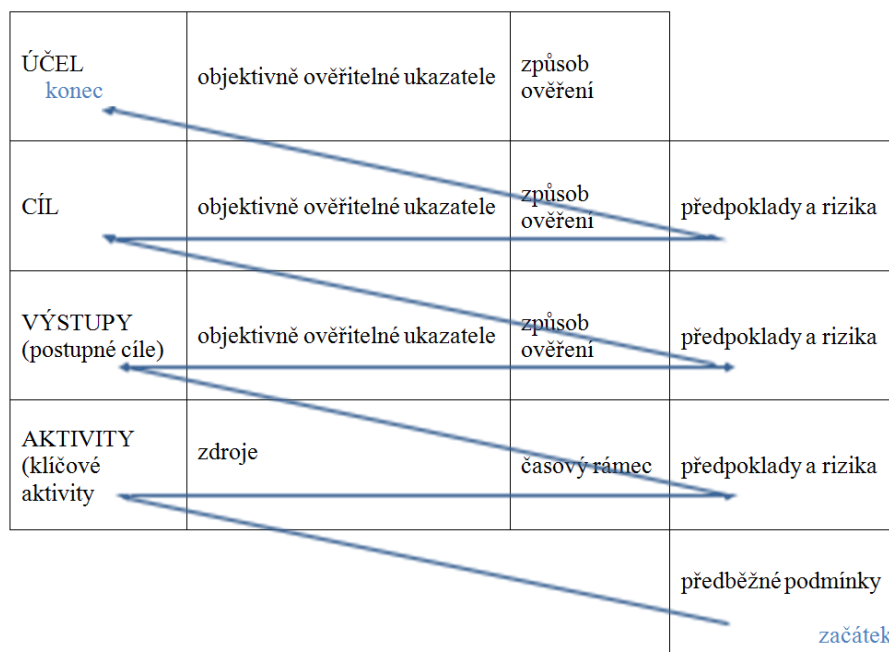 ÚČEL
konec
objektivně ověřitelné ukazatele
způsob
ověření
CÍL
objektivně ověřitelné ukazatele
způsob
ověření
předpoklady a rizika
VÝSTUPY
(postupné cíle)
objektivně ověřitelné ukazatele
způsob
ověření
předpoklady a rizika
AKTIVITY
(klíčové
aktivity
zdroje
časový rámec
předpoklady a rizika
předběžné podmínky
začátek